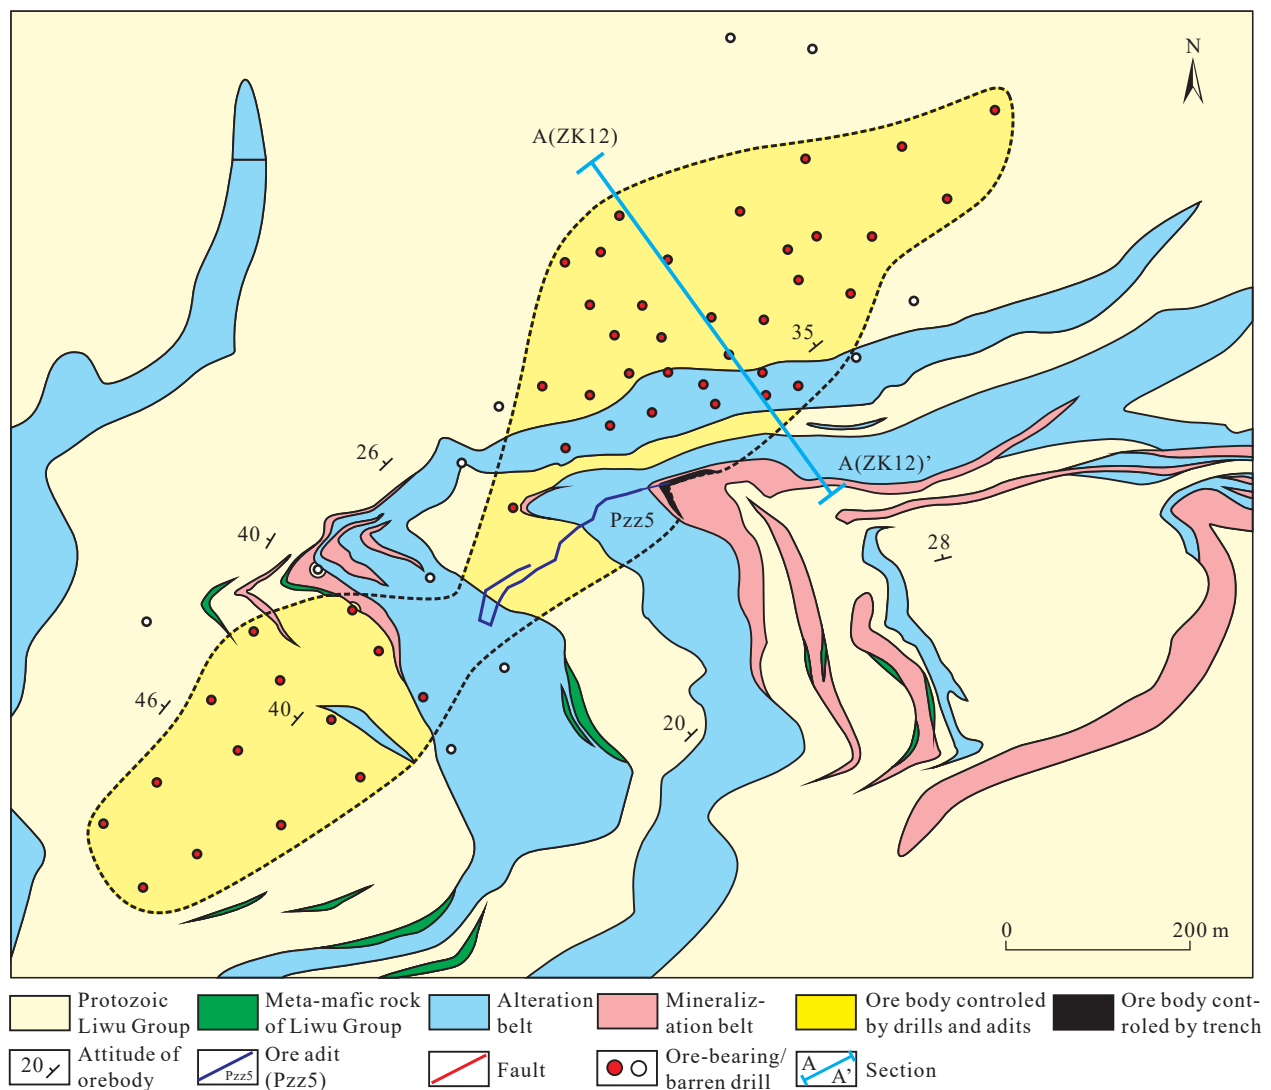 N
A(ZK12)
35
26
A(ZK12)’
Pzz5
40
28
46
40
20
0
200 m
Protozoic
Liwu Group
Meta-mafic rock
of Liwu Group
Alteration
belt
Mineraliz-
ation belt
Ore body controled
by drills and adits
Ore body cont-
roled by trench
20
Attitude of
orebody
Pzz5
Ore adit
(Pzz5)
Fault
Ore-bearing/
barren drill
A
A’
Section